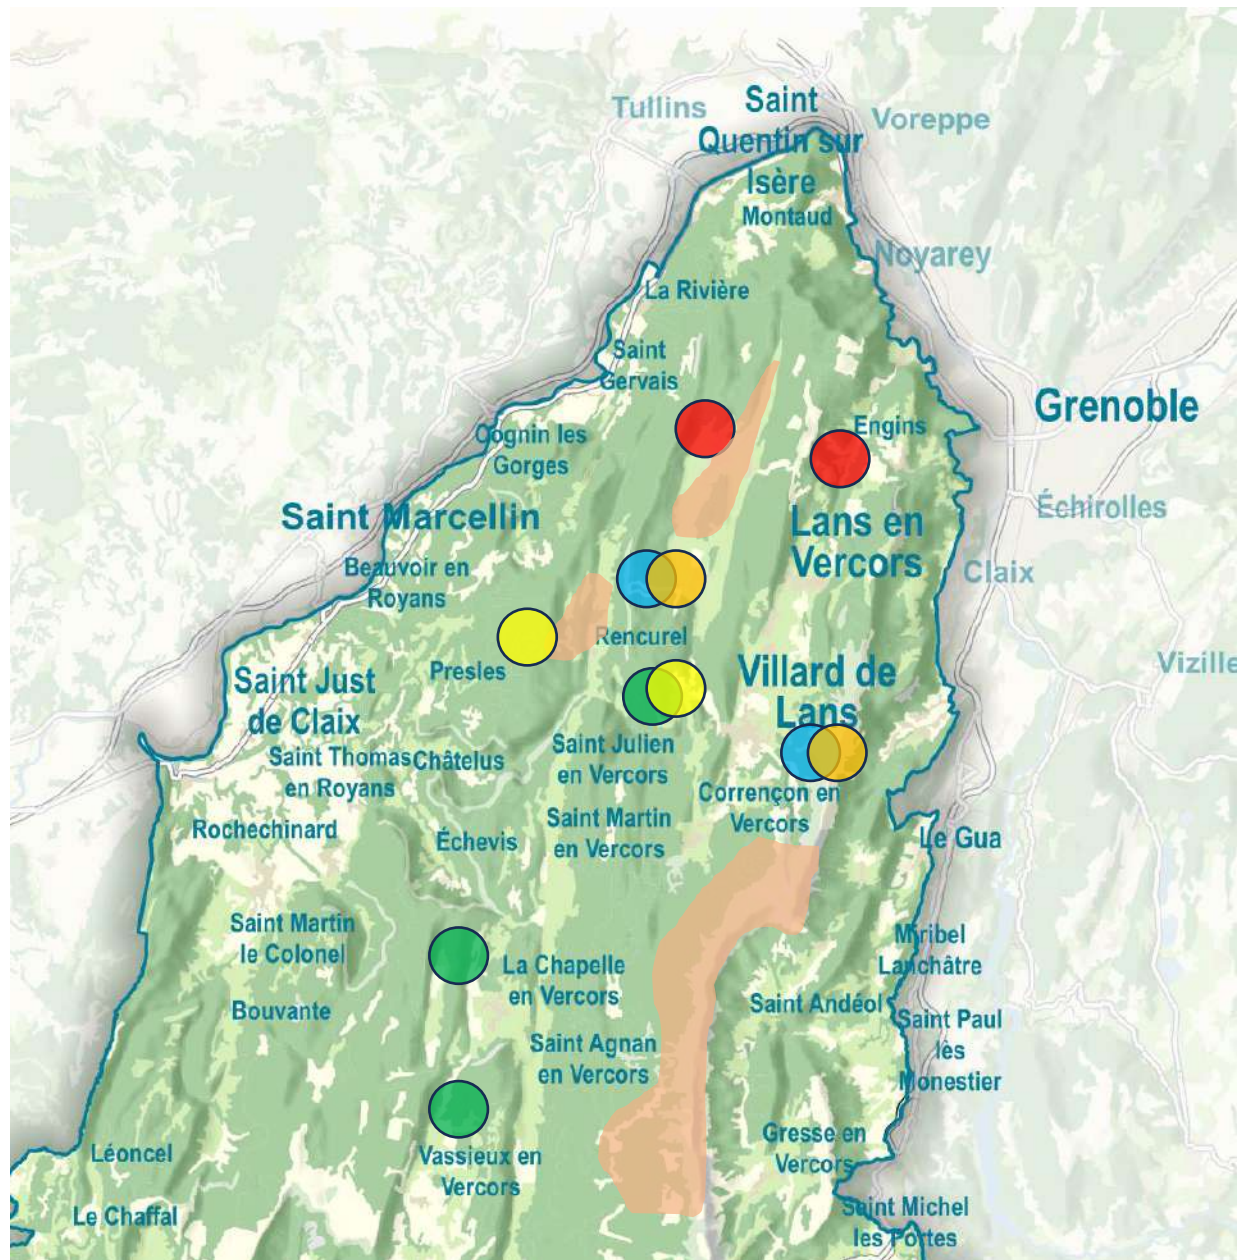 Tullins
Saint
Quentin sur
Isère
Voreppe
Montaud
Noyarey
La Rivière
Saint
Gervais
Grenoble
Engins
Cognin les
Gorges
Saint Marcellin
Lans en
Vercors
Échirolles
Beauvoir en
Royans
Claix
Rencurel
Presles
Villard de
Lans
Vizille
Saint Just
de Claix
Saint Thomas
en Royans
Châtelus
Saint Julien
en Vercors
Corrençon en
Vercors
Rochechinard
Échevis
Saint Martin
en Vercors
Le Gua
Saint Martin
le Colonel
La Chapelle
en Vercors
Miribel
Lanchâtre
Bouvante
Saint Andéol
Saint Paul
lès
Monestier
Saint Agnan
en Vercors
Léoncel
Vassieux en
Vercors
Gresse en
Vercors
Le Chaffal
Saint Michel
les Portes